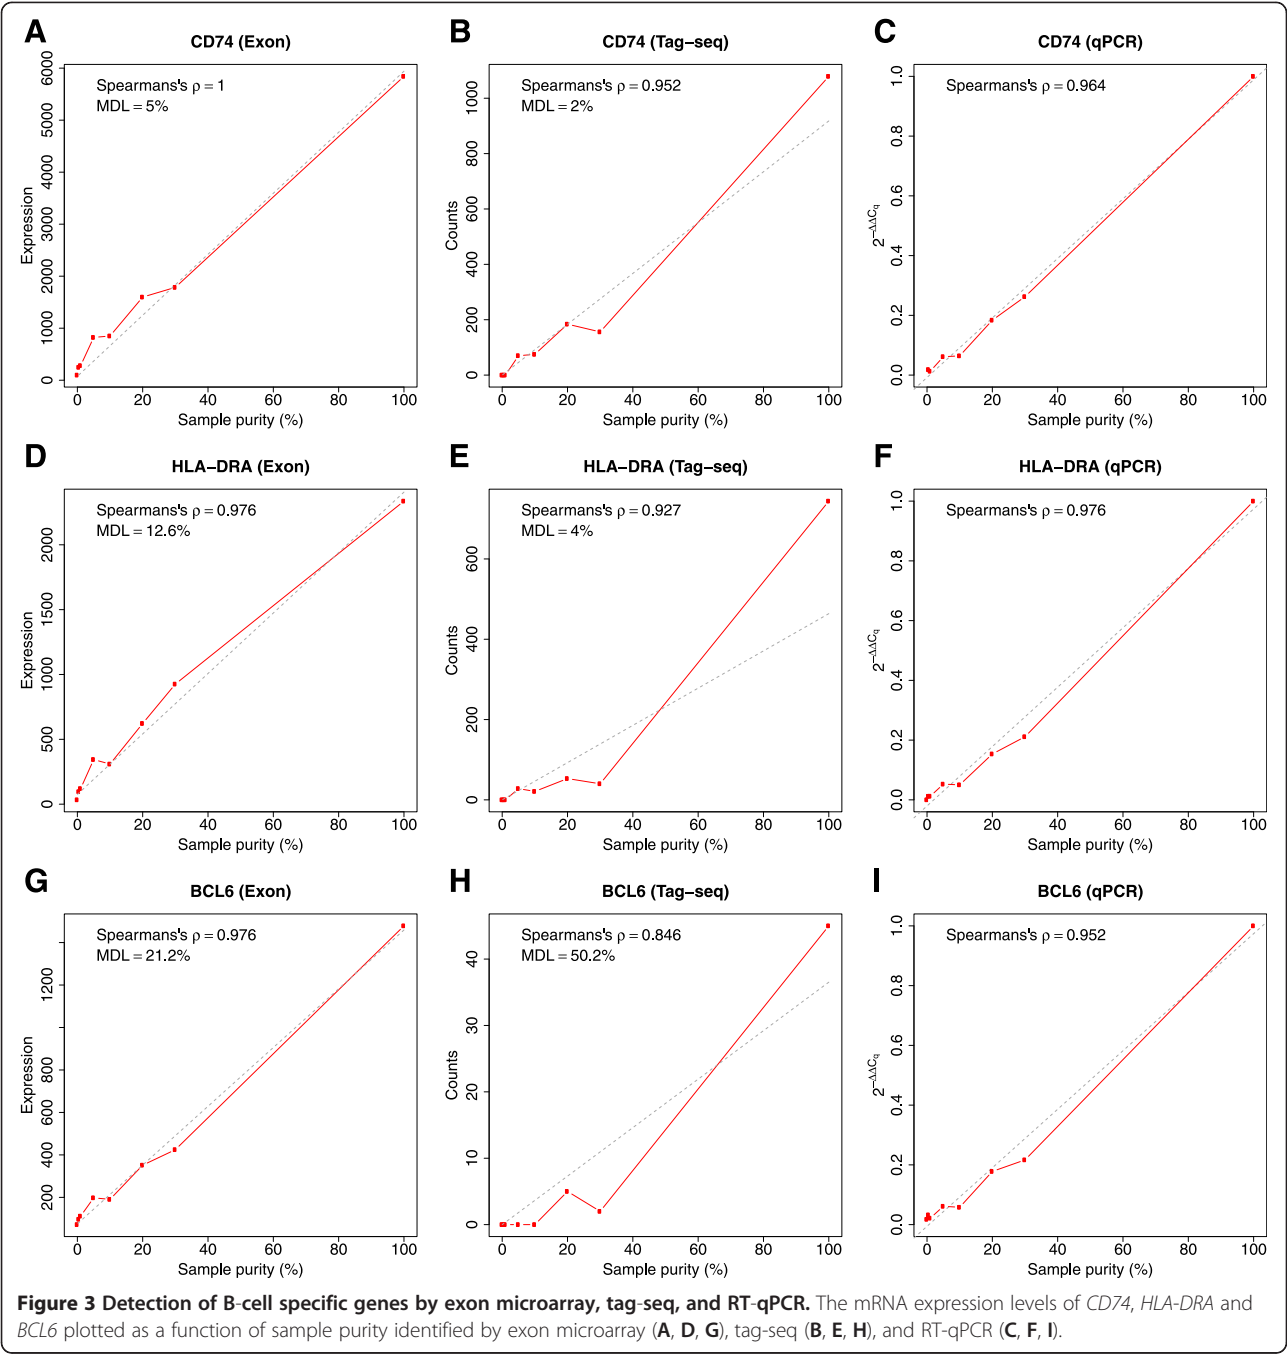 A
CD74 (Exon)
Spearmans's ρ = 1
MDL = 5%
Expression
0 1000 2000 3000 4000 5000 6000
0 20 40 60 80 100
Sample purity (%)
B
CD74 (Tag–seq)
Spearmans's ρ = 0.952
MDL = 2%
Counts
0 200 400 600 800 1000
0 20 40 60 80 100
Sample purity (%)
C
CD74 (qPCR)
Spearmans's ρ = 0.964
2^−ΔΔCq
0.0 0.2 0.4 0.6 0.8 1.0
0 20 40 60 80 100
Sample purity (%)
D
HLA–DRA (Exon)
Spearmans's ρ = 0.976
MDL = 12.6%
Expression
0 500 1000 1500 2000
0 20 40 60 80 100
Sample purity (%)
E
HLA–DRA (Tag–seq)
Spearmans's ρ = 0.927
MDL = 4%
Counts
0 200 400 600
0 20 40 60 80 100
Sample purity (%)
F
HLA–DRA (qPCR)
Spearmans's ρ = 0.976
2^−ΔΔCq
0.0 0.2 0.4 0.6 0.8 1.0
0 20 40 60 80 100
Sample purity (%)
G
BCL6 (Exon)
Spearmans's ρ = 0.976
MDL = 21.2%
Expression
200 400 600 800 1200
0 20 40 60 80 100
Sample purity (%)
H
BCL6 (Tag–seq)
Spearmans's ρ = 0.846
MDL = 50.2%
Counts
0 10 20 30 40
0 20 40 60 80 100
Sample purity (%)
I
BCL6 (qPCR)
Spearmans's ρ = 0.952
2^−ΔΔCq
0.0 0.2 0.4 0.6 0.8 1.0
0 20 40 60 80 100
Sample purity (%)
Figure 3 Detection of B-cell specific genes by exon microarray, tag-seq, and RT-qPCR. The mRNA expression levels of CD74, HLA-DRA and
BCL6 plotted as a function of sample purity identified by exon microarray (A, D, G), tag-seq (B, E, H), and RT-qPCR (C, F, I).